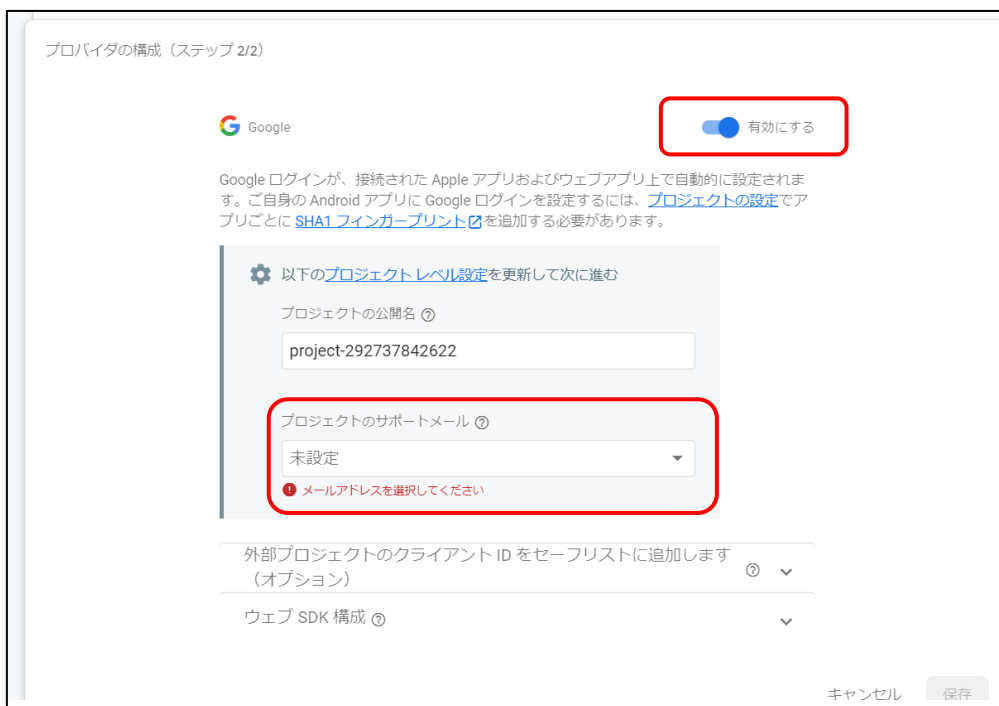 プロバイダの構成（ステップ 2/2）
Google
有効にする
Google ログインが、接続された Apple アプリおよびウェブアプリ上で自動的に設定されま
す。ご自身の Android アプリに Google ログインを設定するには、プロジェクトの設定でア
プリごとに SHA1 フィンガープリントを追加する必要があります。
以下のプロジェクト レベル設定を更新して次に進む
プロジェクトの公開名
project-292737842622
プロジェクトのサポートメール
未設定
メールアドレスを選択してください
外部プロジェクトのクライアント ID をセーフリストに追加します
（オプション）
ウェブ SDK 構成
キャンセル
保存